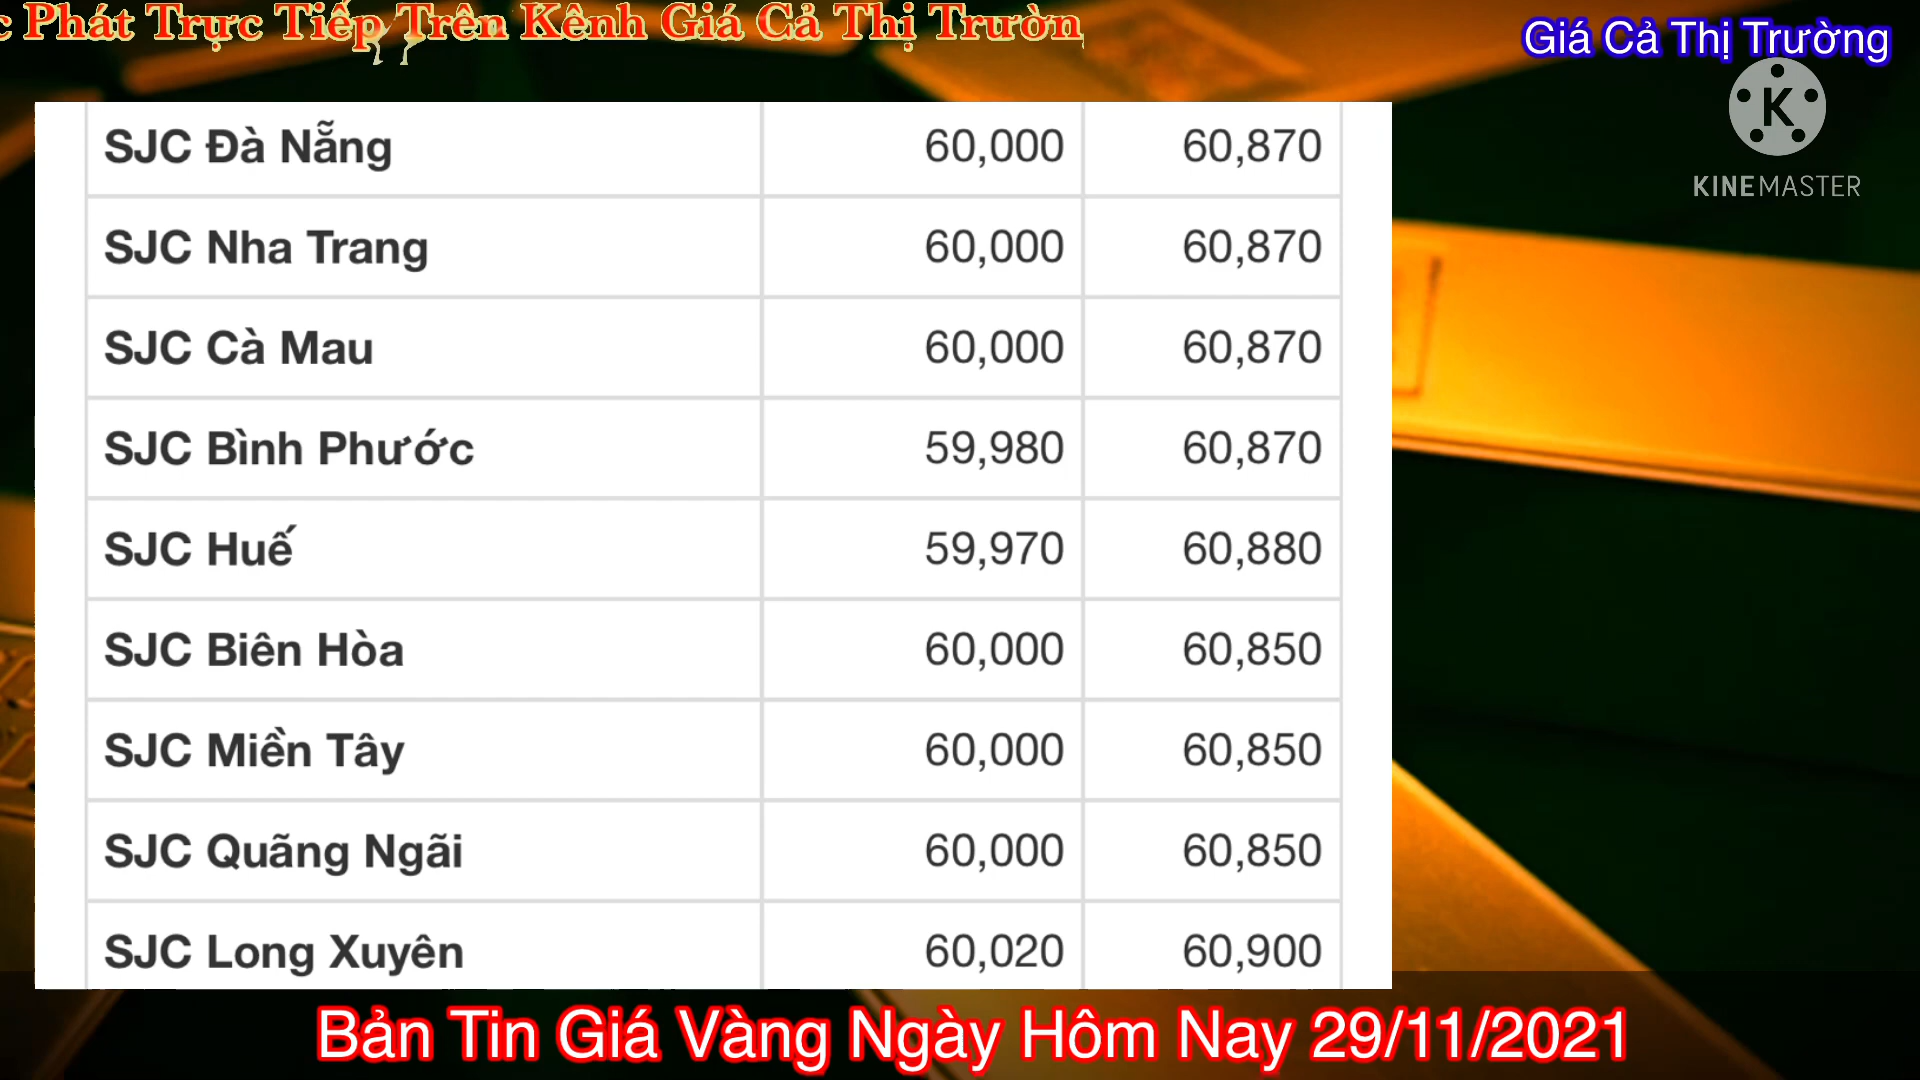 Phát Trực Tiếp Trên Kênh Giá Cả Thị Trườn
Giá Cả Thị Trường
K
KINEMASTER
SJC Đà Nẵng 60,000 60,870
SJC Nha Trang 60,000 60,870
SJC Cà Mau 60,000 60,870
SJC Bình Phước 59,980 60,870
SJC Huế 59,970 60,880
SJC Biên Hòa 60,000 60,850
SJC Miền Tây 60,000 60,850
SJC Quãng Ngãi 60,000 60,850
SJC Long Xuyên 60,020 60,900
Bản Tin Giá Vàng Ngày Hôm Nay 29/11/2021